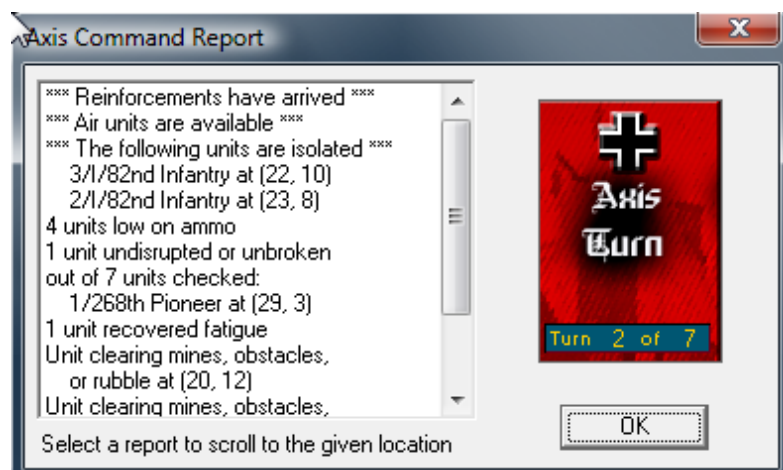 Axis Command Report
*** Reinforcements have arrived ***
*** Air units are available ***
*** The following units are isolated ***
3/I/82nd Infantry at (22, 10)
2/I/82nd Infantry at (23, 8)
4 units low on ammo
1 unit undisrupted or unbroken
out of 7 units checked:
1/268th Pioneer at (29, 3)
1 unit recovered fatigue
Unit clearing mines, obstacles,
or rubble at (20, 12)
Unit clearing mines, obstacles,
Select a report to scroll to the given location
Axis
Turn
Turn 2 of 7
OK